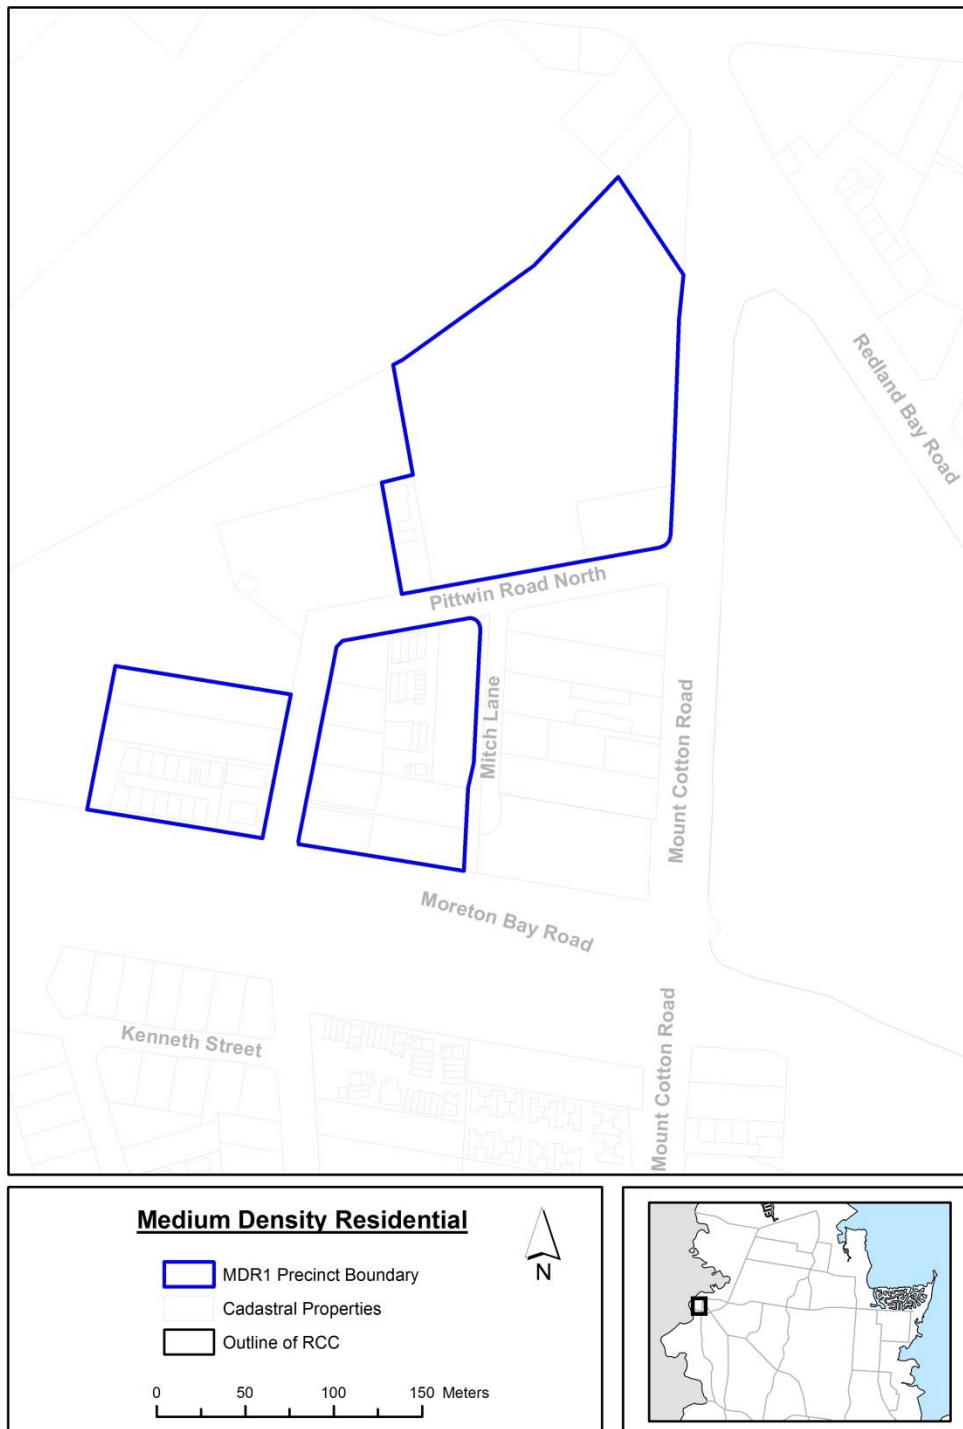 Redland Bay Road
Pittwin Road North
Mitch Lane
Mount Cotton Road
Moreton Bay Road
Kenneth Street
Mount Cotton Road
Medium Density Residential
MDR1 Precinct Boundary
Cadastral Properties
Outline of RCC
N
0 50 100 150 Meters